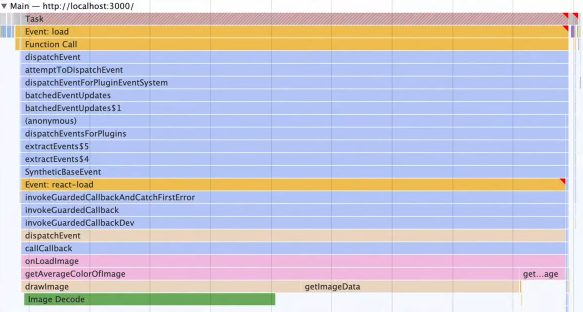 ▼ Main — http://localhost:3000/
Task
Event: load
Function Call
dispatchEvent
attemptToDispatchEvent
dispatchEventForPluginEventSystem
batchedEventUpdates
batchedEventUpdates$1
(anonymous)
dispatchEventsForPlugins
extractEvents$5
extractEvents$4
SyntheticBaseEvent
Event: react-load
invokeGuardedCallbackAndCatchFirstError
invokeGuardedCallback
invokeGuardedCallbackDev
dispatchEvent
callCallback
onLoadImage
getAverageColorOfImage get...age
drawImage getImageData
Image Decode